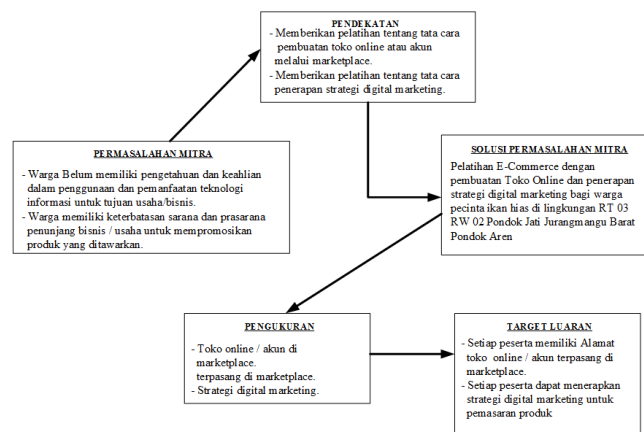 PENDEKATAN
- Memberikan pelatihan tentang tata cara
pembuatan toko online atau akun
melalui marketplace.
- Memberikan pelatihan tentang tata cara
penerapan strategi digital marketing.
PERMASALAHAN MITRA
- Warga Belum memiliki pengetahuan dan keahlian
dalam penggunaan dan pemanfaatan teknologi
informasi untuk tujuan usaha/bisnis.
- Warga memiliki keterbatasan sarana dan prasarana
penunjang bisnis / usaha untuk mempromosikan
produk yang ditawarkan.
SOLUSI PERMASALAHAN MITRA
Pelatihan E-Commerce dengan
pembuatan Toko Online dan penerapan
strategi digital marketing bagi warga
pecinta ikan hias di lingkungan RT 03
RW 02 Pondok Jati Jurangmangu Barat
Pondok Aren
PENGUKURAN
- Toko online / akun di
marketplace.
terpasang di marketplace.
- Strategi digital marketing.
TARGET LUARAN
- Setiap peserta memiliki Alamat
toko online / akun terpasang di
marketplace.
- Setiap peserta dapat menerapkan
strategi digital marketing untuk
pemasaran produk